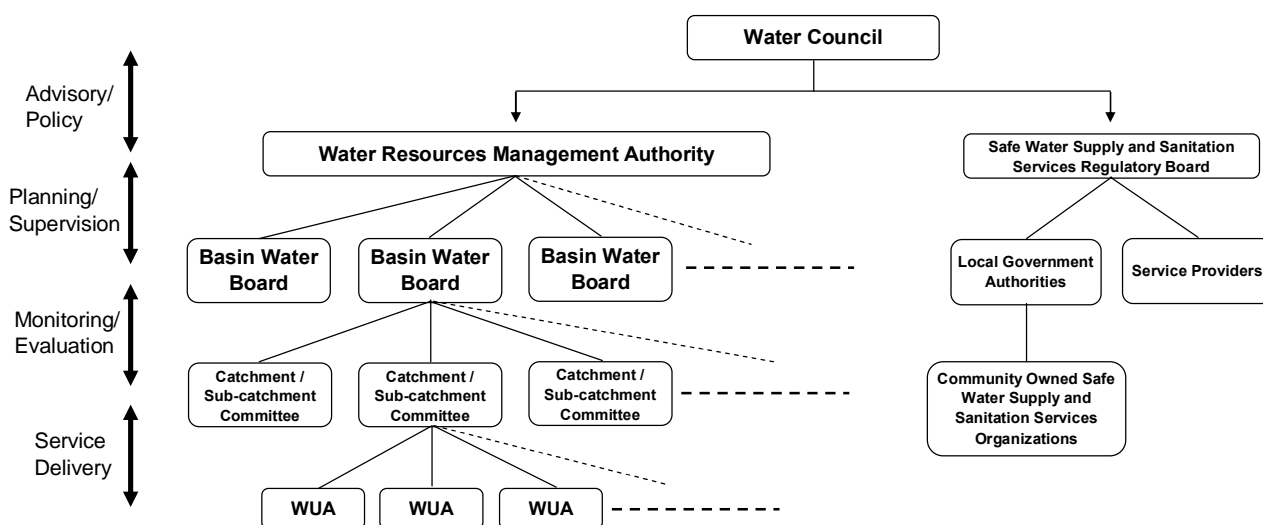 Water Council
Advisory/
Policy
Water Resources Management Authority
Safe Water Supply and Sanitation
Services Regulatory Board
Planning/
Supervision
Basin Water
Board
Basin Water
Board
Basin Water
Board
Local Government
Authorities
Service Providers
Monitoring/
Evaluation
Catchment /
Sub-catchment
Committee
Catchment /
Sub-catchment
Committee
Catchment /
Sub-catchment
Committee
Community Owned Safe
Water Supply and
Sanitation Services
Organizations
Service
Delivery
WUA
WUA
WUA